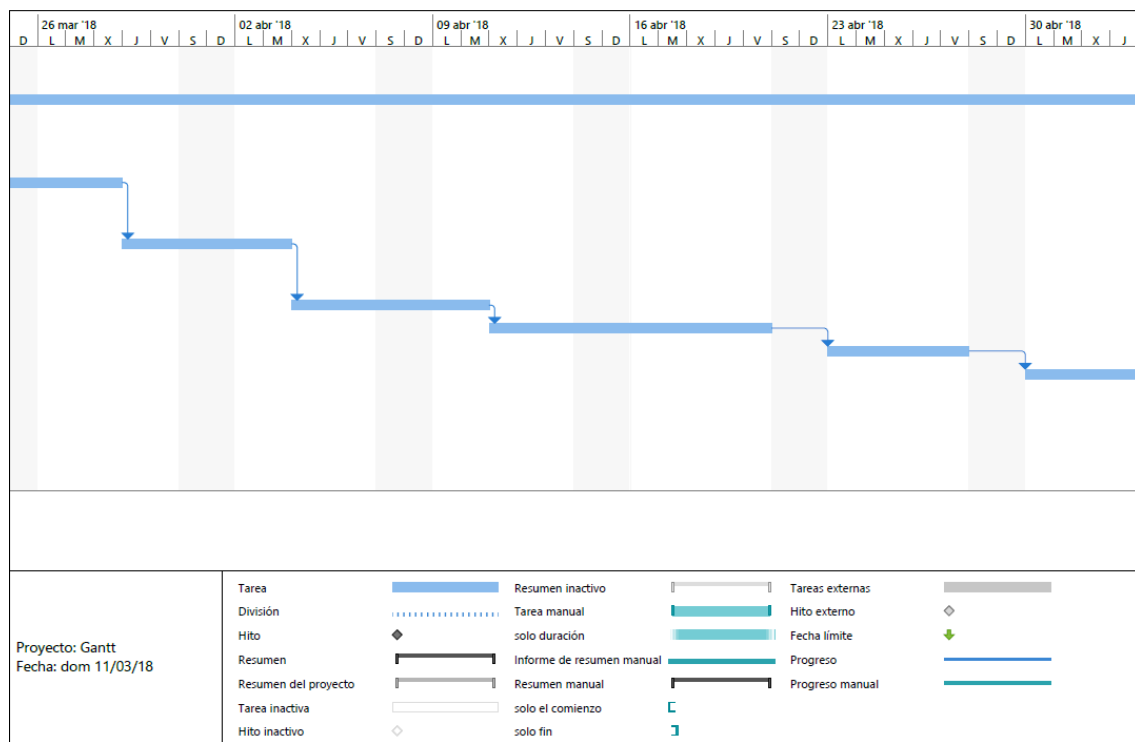 26 mar '18 02 abr '18 09 abr '18 16 abr '18 23 abr '18 30 abr '18
D L M X J V S D L M X J V S D L M X J V S D L M X J V S D L M X J V S D L M X J
Tarea Resumen inactivo Tareas externas
División Tarea manual Hito externo
Hito solo duración Fecha límite
Proyecto: Gantt
Fecha: dom 11/03/18
Resumen Informe de resumen manual Progreso
Resumen del proyecto Resumen manual Progreso manual
Tarea inactiva solo el comienzo
Hito inactivo solo fin